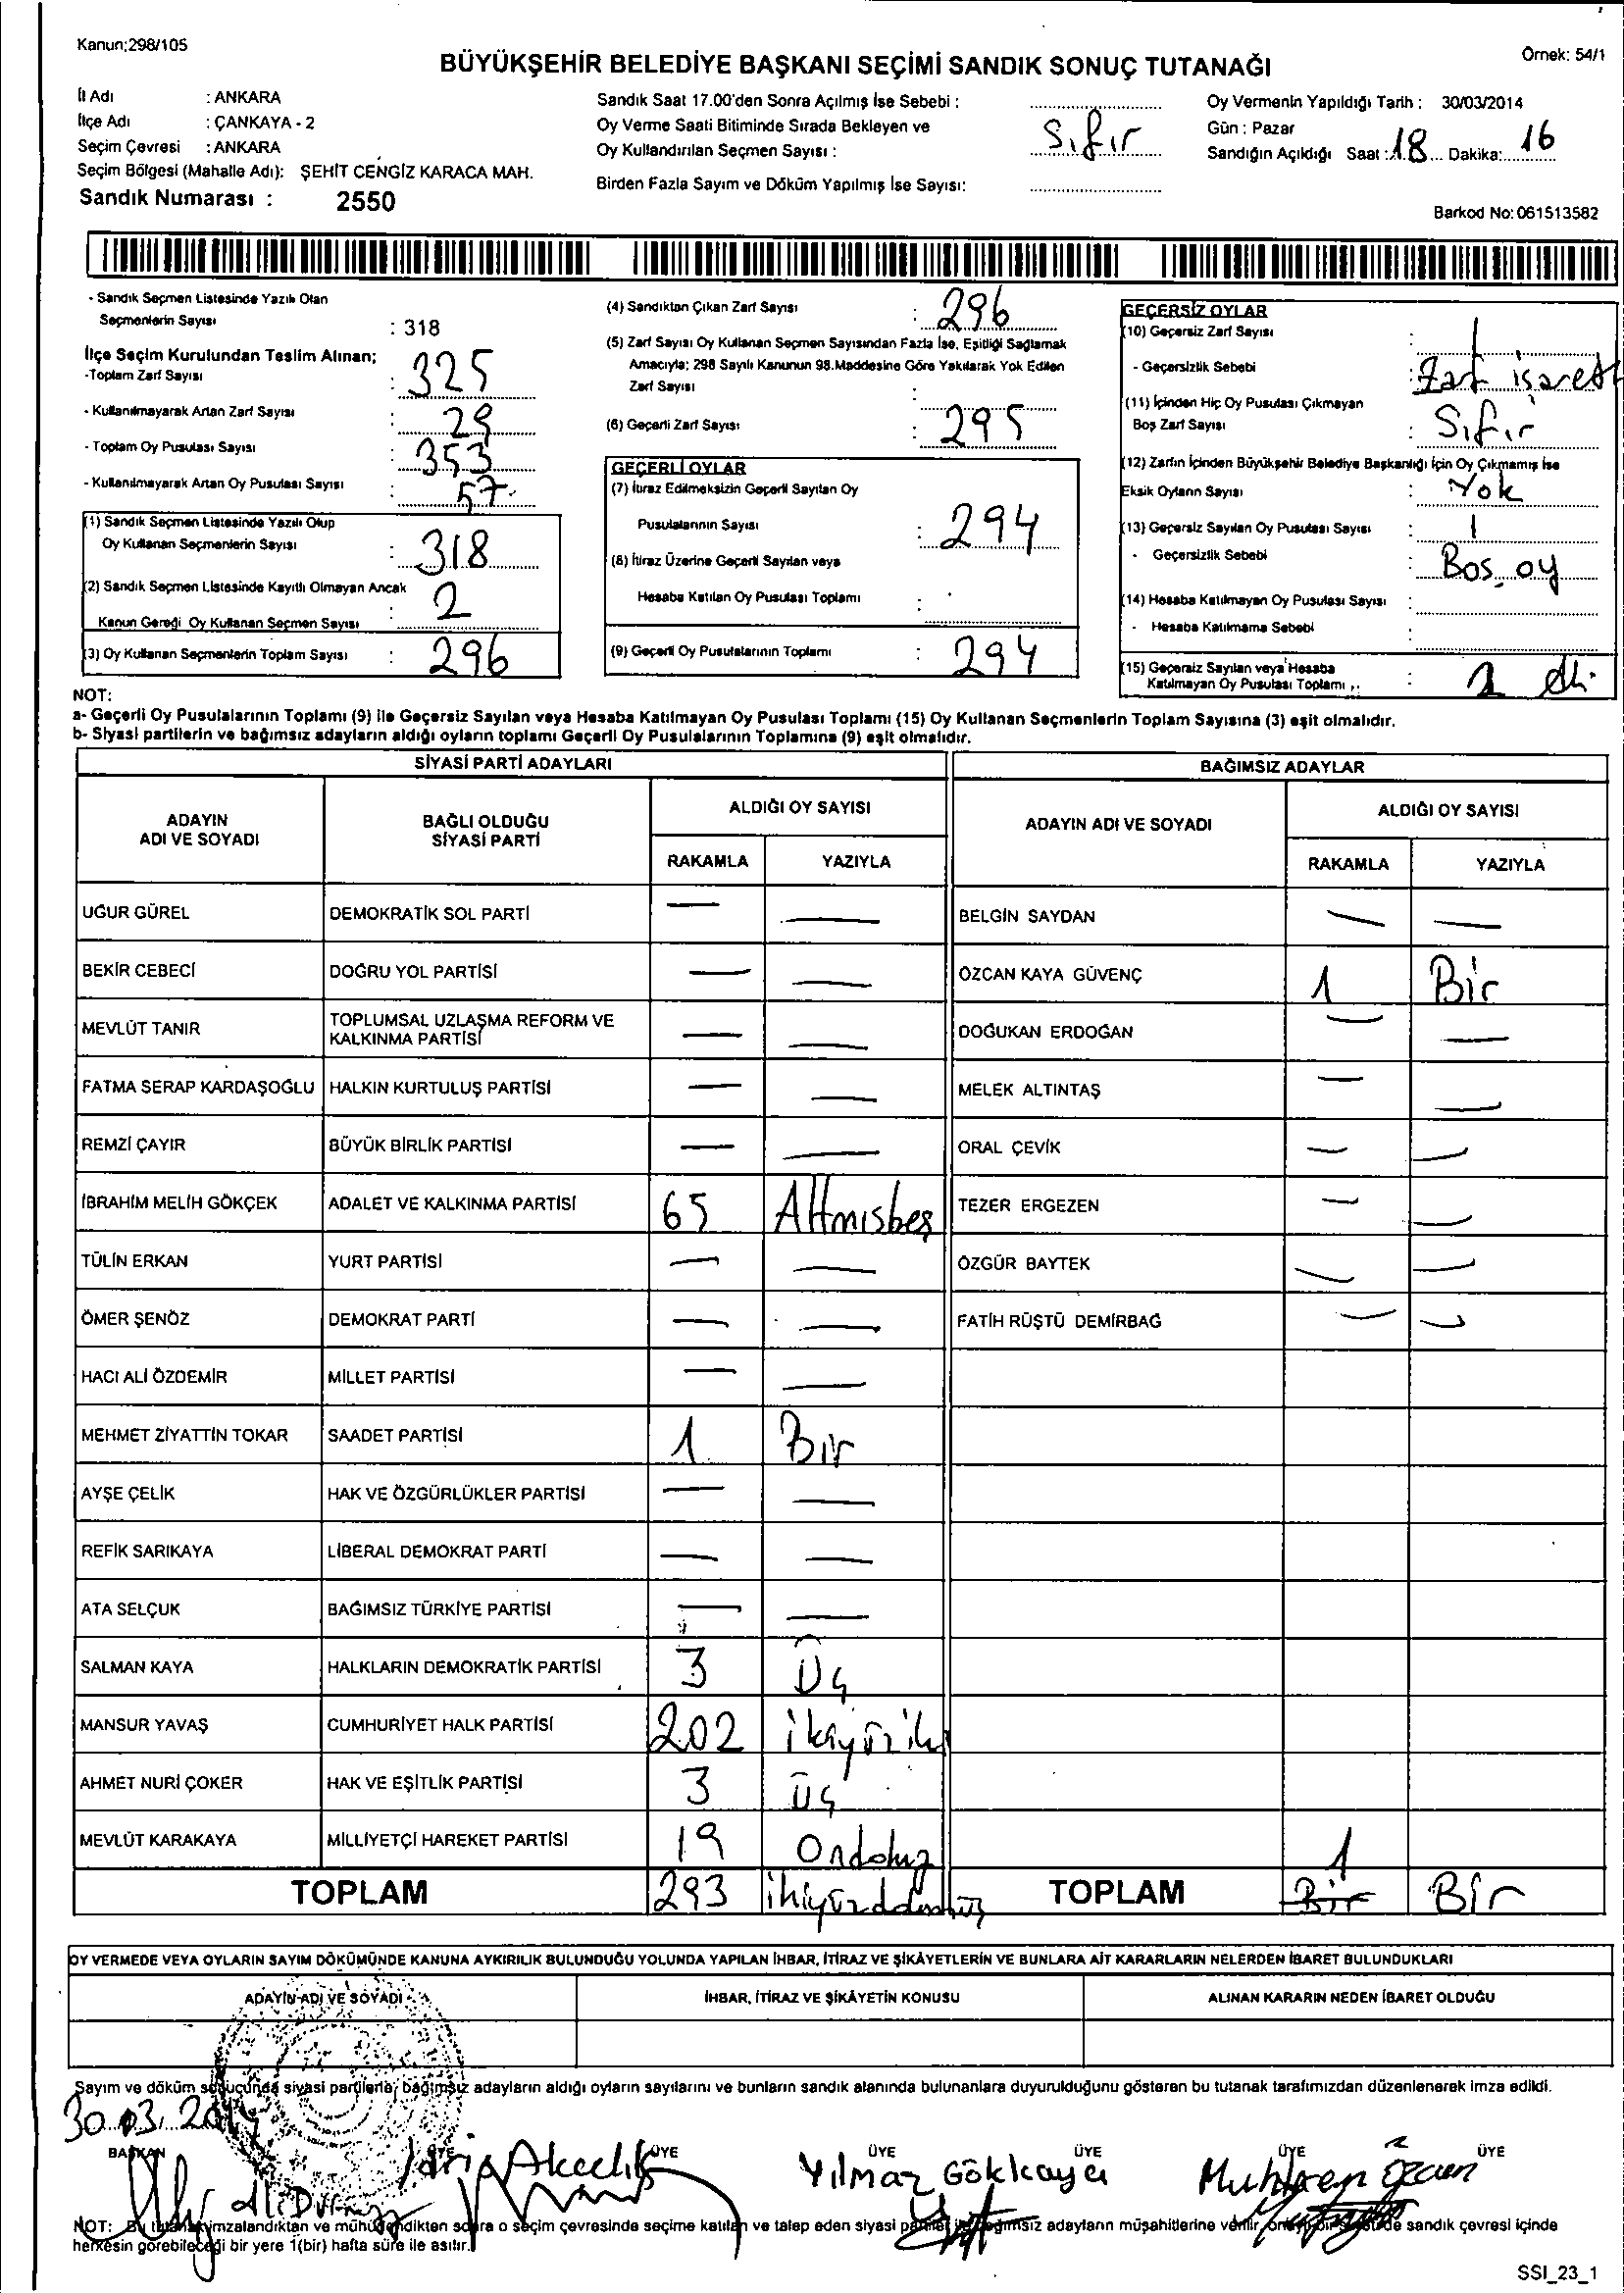 Kanun;298/105
Örnek: 54/1
BÜYÜKŞEHİR BELEDİYE BAŞKANI SEÇİMİ SANDIK SONUÇ TUTANAĞI
İl Adı : ANKARA
İlçe Adı : ÇANKAYA - 2
Seçim Çevresi : ANKARA
Seçim Bölgesi (Mahalle Adı): ŞEHİT CENGİZ KARACA MAH.
Sandık Numarası : 2550
Sandık Saat 17.00'den Sonra Açılmış İse Sebebi :
Oy Verme Saati Bitiminde Sırada Bekleyen ve
Oy Kullandırılan Seçmen Sayısı : Sıfır
Birden Fazla Sayım ve Döküm Yapılmış İse Sayısı:
Oy Vermenin Yapıldığı Tarih : 30/03/2014
Gün : Pazar
Sandığın Açıldığı Saat : 18 Dakika: 16
Barkod No: 061513582
- Sandık Seçmen Listesinde Yazılı Olan
Seçmenlerin Sayısı : 318
İlçe Seçim Kurulundan Teslim Alınan;
-Toplam Zarf Sayısı : 325
- Kullanılmayarak Artan Zarf Sayısı : 29
- Toplam Oy Pusulası Sayısı : 353
- Kullanılmayarak Artan Oy Pusulası Sayısı : 57
(1) Sandık Seçmen Listesinde Yazılı Olup
Oy Kullanan Seçmenlerin Sayısı : 318
(2) Sandık Seçmen Listesinde Kayıtlı Olmayan Ancak
Kanun Gereği Oy Kullanan Seçmen Sayısı : 2
(3) Oy Kullanan Seçmenlerin Toplam Sayısı : 296
(4) Sandıktan Çıkan Zarf Sayısı : 296
(5) Zarf Sayısı Oy Kullanan Seçmen Sayısından Fazla İse, Eşitliği Sağlamak
Amacıyla; 298 Sayılı Kanunun 98.Maddesine Göre Yakılarak Yok Edilen
Zarf Sayısı :
(6) Geçerli Zarf Sayısı : 295
GEÇERLİ OYLAR
(7) İtiraz Edilmeksizin Geçerli Sayılan Oy
Pusulalarının Sayısı : 294
(8) İtiraz Üzerine Geçerli Sayılan veya
Hesaba Katılan Oy Pusulası Toplamı :
(9) Geçerli Oy Pusulalarının Toplamı : 294
GEÇERSİZ OYLAR
(10) Geçersiz Zarf Sayısı : 1
- Geçersizlik Sebebi : Zarf işareti
(11) İçinden Hiç Oy Pusulası Çıkmayan
Boş Zarf Sayısı : Sıfır
(12) Zarfın İçinden Büyükşehir Belediye Başkanlığı İçin Oy Çıkmamış İse
Eksik Oyların Sayısı : Yok
(13) Geçersiz Sayılan Oy Pusulası Sayısı : 1
- Geçersizlik Sebebi : Boş oy
(14) Hesaba Katılmayan Oy Pusulası Sayısı :
- Hesaba Katılmama Sebebi :
(15) Geçersiz Sayılan veya Hesaba
Katılmayan Oy Pusulası Toplamı :
NOT:
a- Geçerli Oy Pusulalarının Toplamı (9) ile Geçersiz Sayılan veya Hesaba Katılmayan Oy Pusulası Toplamı (15) Oy Kullanan Seçmenlerin Toplam Sayısına (3) eşit olmalıdır.
b- Siyasi partilerin ve bağımsız adayların aldığı oyların toplamı Geçerli Oy Pusulalarının Toplamına (9) eşit olmalıdır.
SİYASİ PARTİ ADAYLARI
ADAYIN ADI VE SOYADI BAĞLI OLDUĞU SİYASİ PARTİ ALDIĞI OY SAYISI
RAKAMLA YAZIYLA
UĞUR GÜREL DEMOKRATİK SOL PARTİ — —
BEKİR CEBECİ DOĞRU YOL PARTİSİ — —
MEVLÜT TANIR TOPLUMSAL UZLAŞMA REFORM VE KALKINMA PARTİSİ — —
FATMA SERAP KARDAŞOĞLU HALKIN KURTULUŞ PARTİSİ — —
REMZİ ÇAYIR BÜYÜK BİRLİK PARTİSİ — —
İBRAHİM MELİH GÖKÇEK ADALET VE KALKINMA PARTİSİ 65 Altmışbeş
TÜLİN ERKAN YURT PARTİSİ — —
ÖMER ŞENÖZ DEMOKRAT PARTİ — —
HACI ALİ ÖZDEMİR MİLLET PARTİSİ — —
MEHMET ZİYATTİN TOKAR SAADET PARTİSİ 1 Bir
AYŞE ÇELİK HAK VE ÖZGÜRLÜKLER PARTİSİ — —
REFİK SARIKAYA LİBERAL DEMOKRAT PARTİ — —
ATA SELÇUK BAĞIMSIZ TÜRKİYE PARTİSİ — —
SALMAN KAYA HALKLARIN DEMOKRATİK PARTİSİ 3 Üç
MANSUR YAVAŞ CUMHURİYET HALK PARTİSİ 202 ikiyüziki
AHMET NURİ ÇOKER HAK VE EŞİTLİK PARTİSİ 3 Üç
MEVLÜT KARAKAYA MİLLİYETÇİ HAREKET PARTİSİ 19 Ondokuz
TOPLAM 293
BAĞIMSIZ ADAYLAR
ADAYIN ADI VE SOYADI ALDIĞI OY SAYISI
RAKAMLA YAZIYLA
BELGİN SAYDAN — —
ÖZCAN KAYA GÜVENÇ 1 Bir
DOĞUKAN ERDOĞAN — —
MELEK ALTINTAŞ — —
ORAL ÇEVİK — —
TEZER ERGEZEN — —
ÖZGÜR BAYTEK — —
FATİH RÜŞTÜ DEMİRBAĞ — —
1
TOPLAM Bir Bir
OY VERMEDE VEYA OYLARIN SAYIM DÖKÜMÜNDE KANUNA AYKIRILIK BULUNDUĞU YOLUNDA YAPILAN İHBAR, İTİRAZ VE ŞİKÂYETLERİN VE BUNLARA AİT KARARLARIN NELERDEN İBARET BULUNDUKLARI
ADAYIN ADI VE SOYADI İHBAR, İTİRAZ VE ŞİKÂYETİN KONUSU ALINAN KARARIN NEDEN İBARET OLDUĞU
Sayım ve döküm sonucunda siyasi partilerle, bağımsız adayların aldığı oyların sayılarını ve bunların sandık alanında bulunanlara duyurulduğunu gösteren bu tutanak tarafımızdan düzenlenerek imza edildi.
30.03.2014
BAŞKAN ÜYE ÜYE ÜYE ÜYE ÜYE ÜYE
Yılmaz Gökkaya Muharrem Özcan
NOT: Bu tutanak imzalandıktan ve mühürlendikten sonra o seçim çevresinde seçime katılan ve talep eden siyasi partiler ile bağımsız adayların müşahitlerine verilir, sandık çevresi içinde
herkesin görebileceği bir yere 1(bir) hafta süre ile asılır.
SSI_23_1